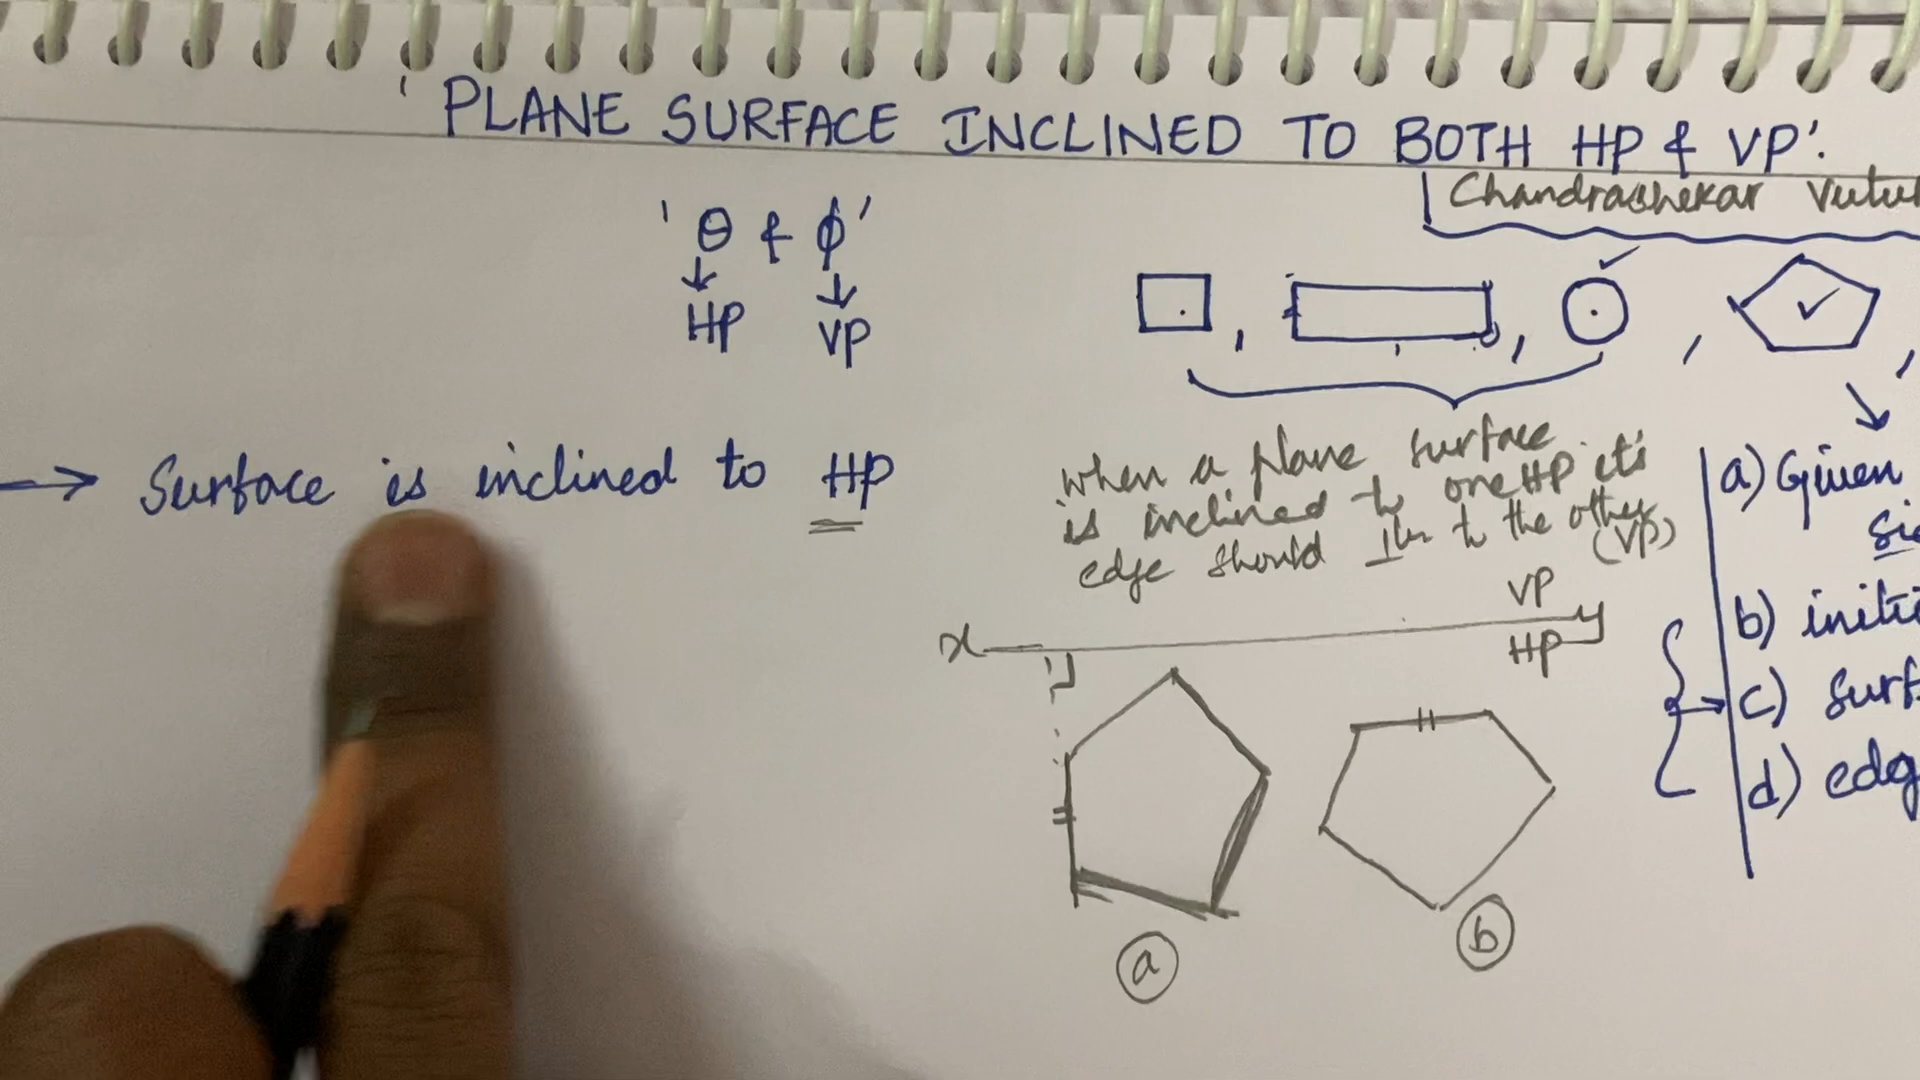 'PLANE SURFACE INCLINED TO BOTH HP & VP'.
Chandrashekar
'θ & φ'
HP VP
→ Surface is inclined to HP
when a plane surface
is inclined to one HP it's
edge should ⊥lar to the other
(VP)
x VP y
HP
a
b
a) Given
b)
c)
d)